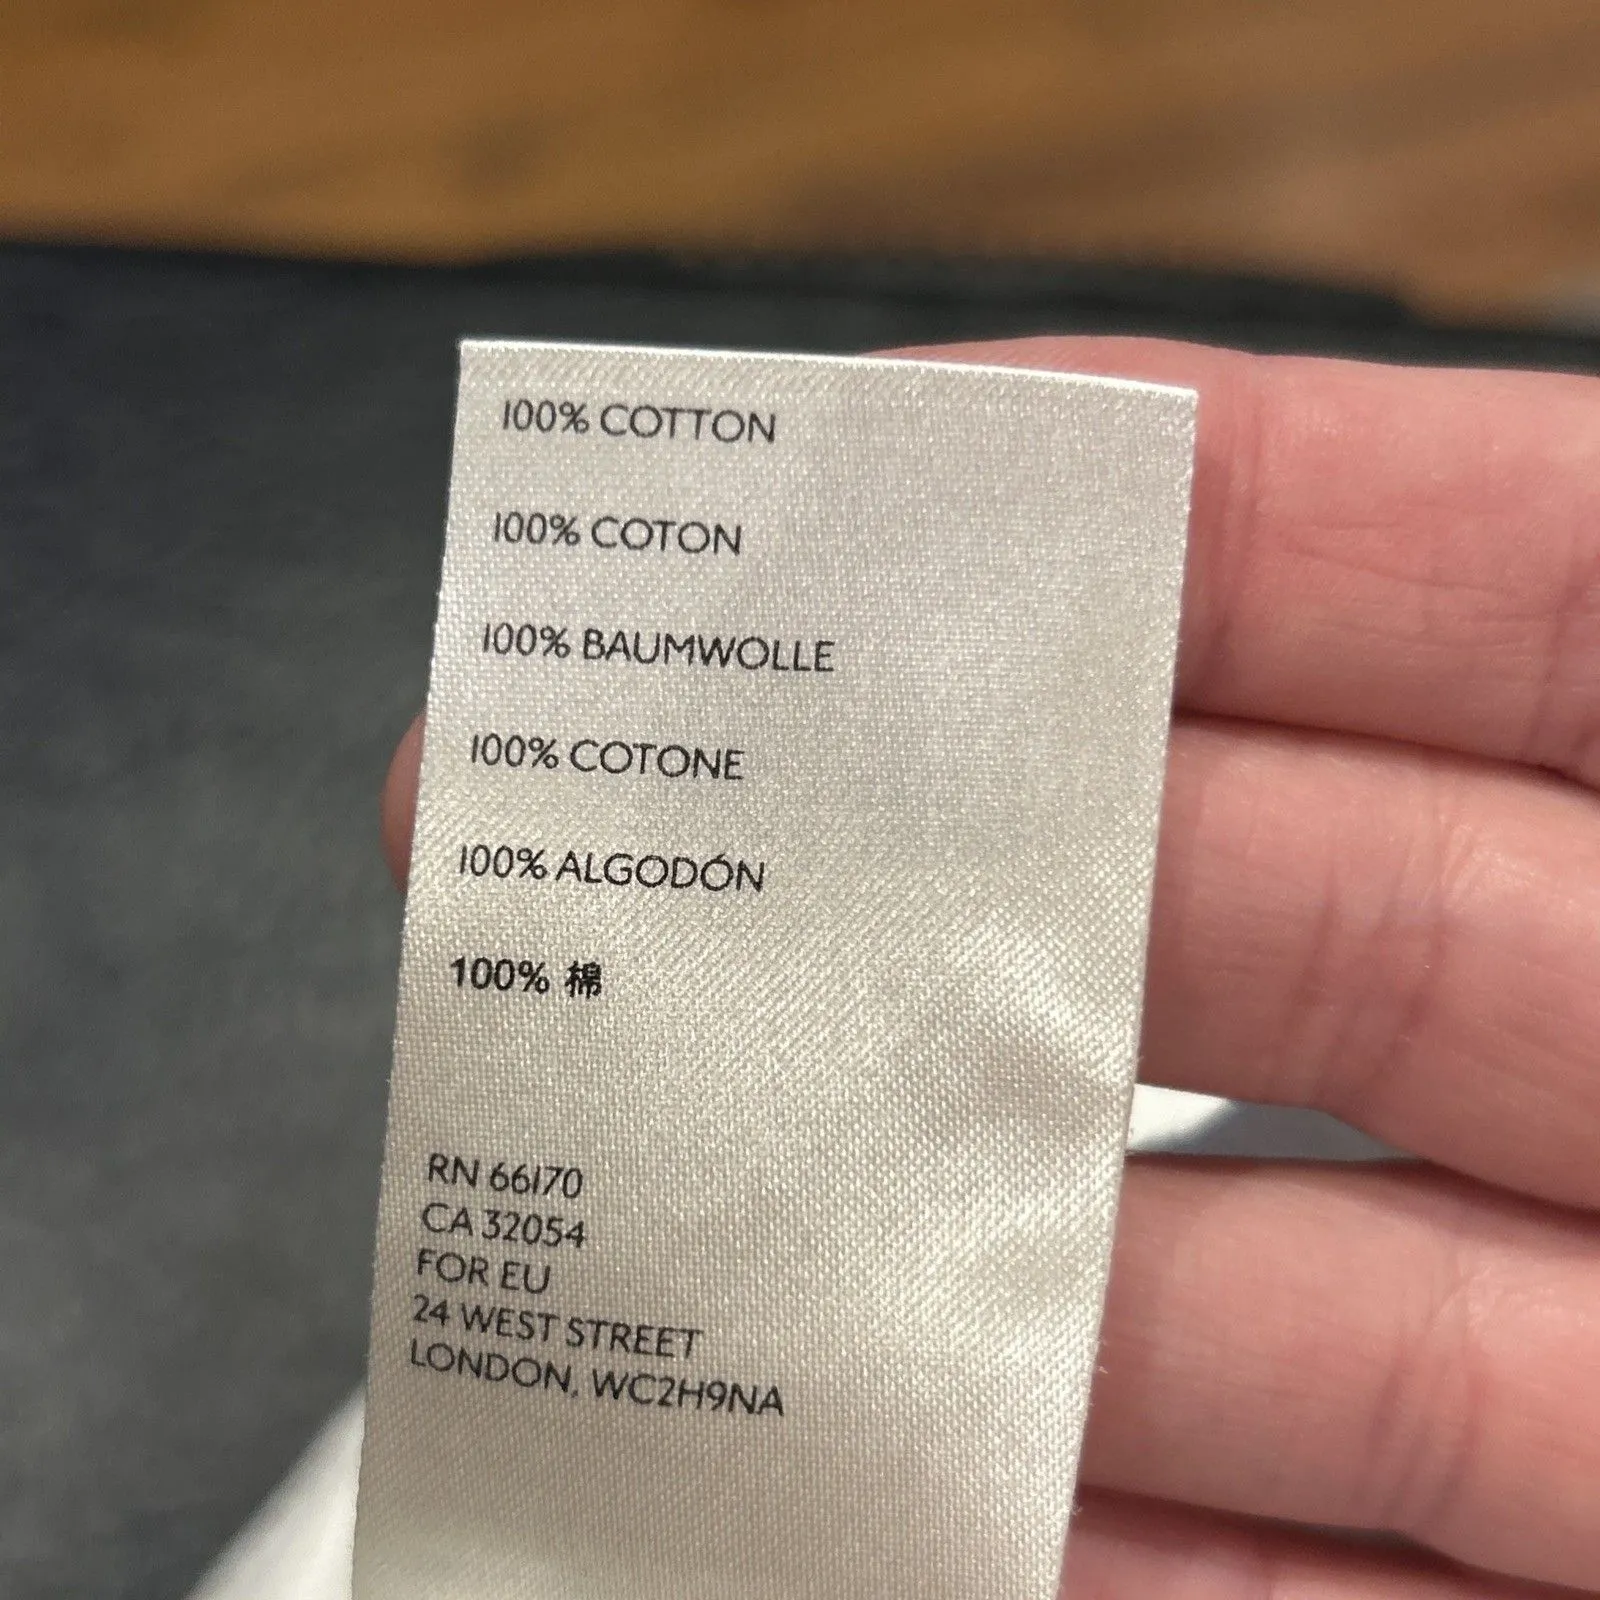 100% COTTON
100% COTON
100% BAUMWOLLE
100% COTONE
100% ALGODÓN
100% 棉
RN 66170
CA 32054
FOR EU
24 WEST STREET
LONDON, WC2H9NA